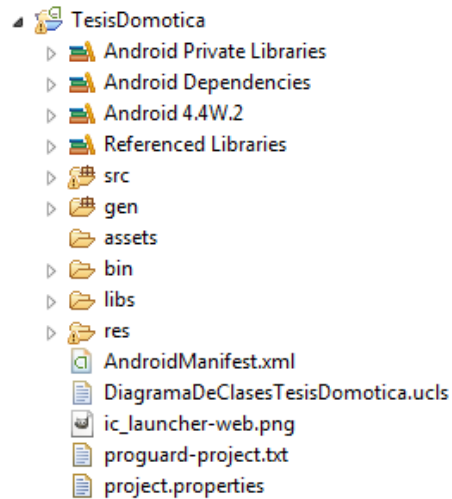 TesisDomotica
Android Private Libraries
Android Dependencies
Android 4.4W.2
Referenced Libraries
src
gen
assets
bin
libs
res
AndroidManifest.xml
DiagramaDeClasesTesisDomotica.ucls
ic_launcher-web.png
proguard-project.txt
project.properties